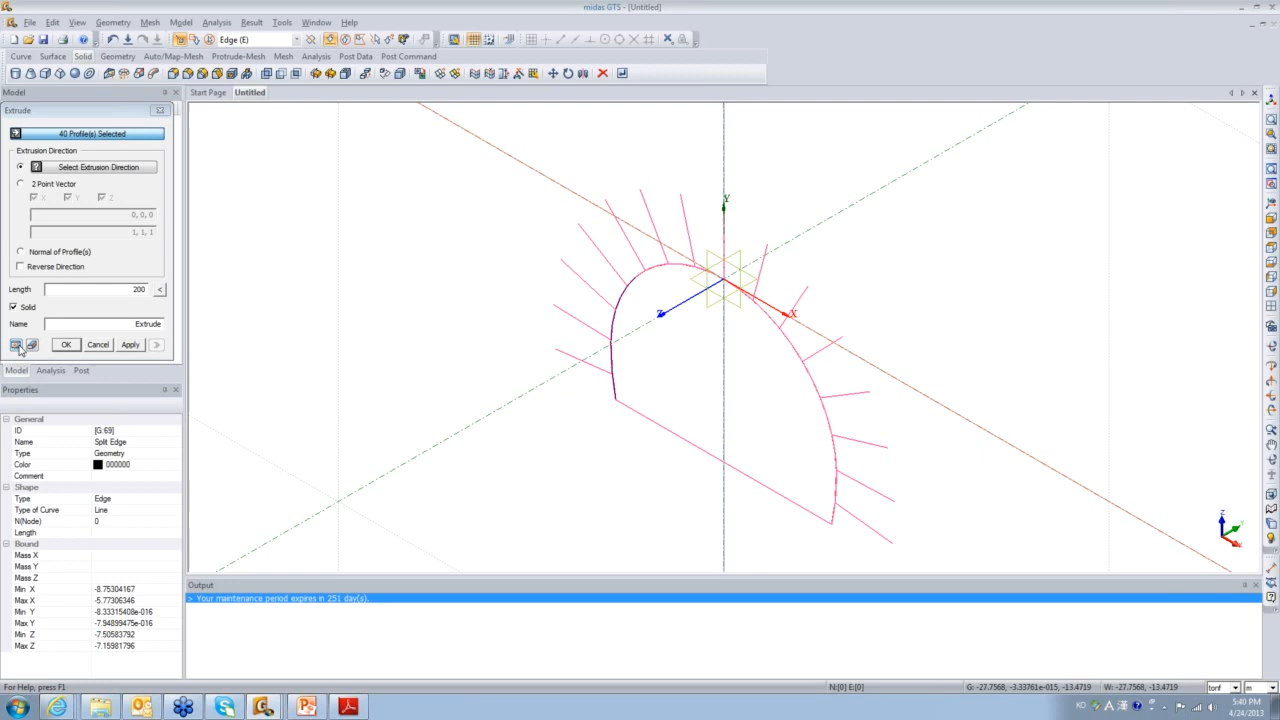 midas GTS - [Untitled]
File Edit View Geometry Mesh Model Analysis Result Tools Window Help
Edge (E)
Curve Surface Solid Geometry Auto/Map-Mesh Protrude-Mesh Mesh Analysis Post Data Post Command
Model
Start Page Untitled
Extrude
40 Profile(s) Selected
Extrusion Direction
Select Extrusion Direction
2 Point Vector
X Y Z
0, 0, 0
1, 1, 1
Normal of Profile(s)
Reverse Direction
Length 200 <
Solid
Name Extrude
OK Cancel Apply
Model Analysis Post
Properties
General
ID [G:69]
Name Split Edge
Type Geometry
Color 000000
Comment
Shape
Type Edge
Type of Curve Line
N(Node) 0
Length
Bound
Mass X
Mass Y
Mass Z
Min X -8.75304167
Max X -5.77306346
Min Y -8.33315408e-016
Max Y -7.94899475e-016
Min Z -7.50583792
Max Z -7.15981796
Y
Z
X
Z
Output
> Your maintenance period expires in 251 day(s).
For Help, press F1
N:[0] E:[0]
G: -27.7568, -3.33761e-015, -13.4719
W: -27.7568, -13.4719
tonf
m
KO
A 漢
5:40 PM
4/24/2013